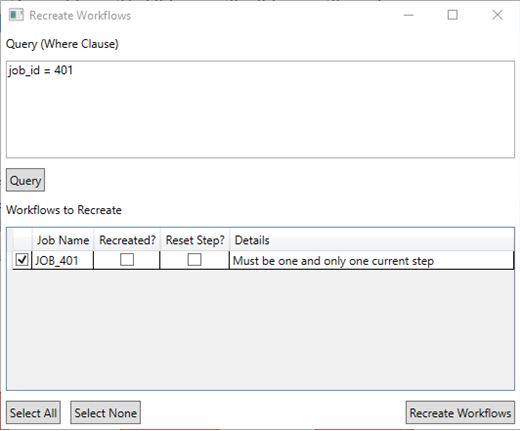 Recreate Workflows
Query (Where Clause)
job_id = 401
Query
Workflows to Recreate
Job Name Recreated? Reset Step? Details
JOB_401 Must be one and only one current step
Select All Select None Recreate Workflows